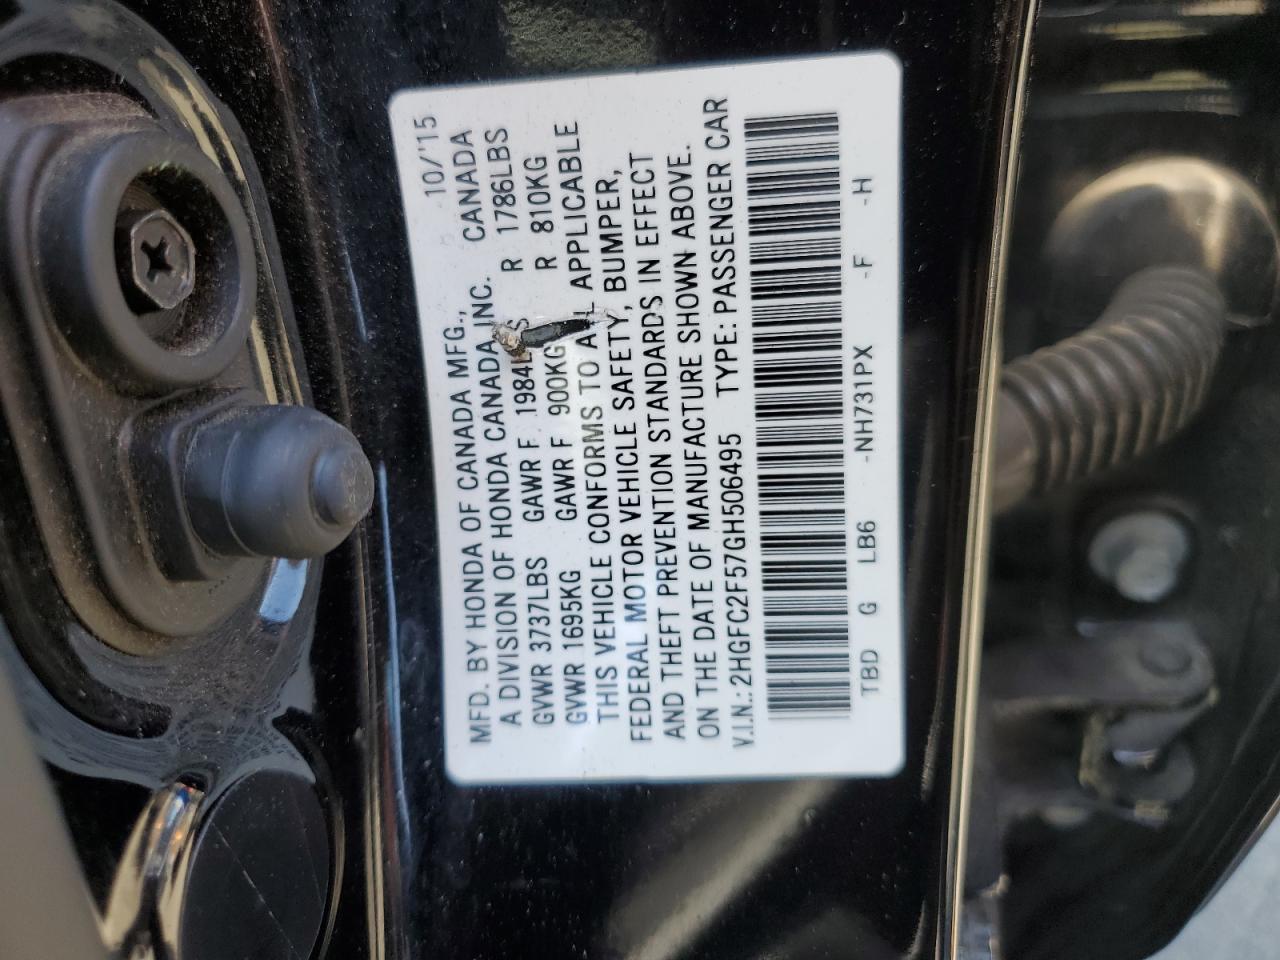 10/'15
MFD. BY HONDA OF CANADA MFG., CANADA
A DIVISION OF HONDA CANADA INC.
GVWR 3737LBS GAWR F 1984LBS R 1786LBS
GWR 1695KG GAWR F 900KG R 810KG
THIS VEHICLE CONFORMS TO ALL APPLICABLE
FEDERAL MOTOR VEHICLE SAFETY, BUMPER,
AND THEFT PREVENTION STANDARDS IN EFFECT
ON THE DATE OF MANUFACTURE SHOWN ABOVE.
V.I.N.: 2HGFC2F57GH506495 TYPE: PASSENGER CAR
TBD G LB6 -NH731PX -F -H